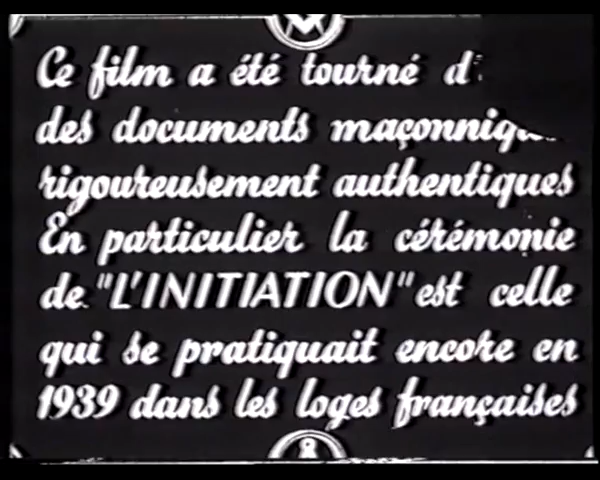 Ce film a été tourné
des documents
rigoureusement authentiques
En particulier la cérémonie
de "L'INITIATION" est celle
qui se pratiquait encore en
1939 dans les loges françaises